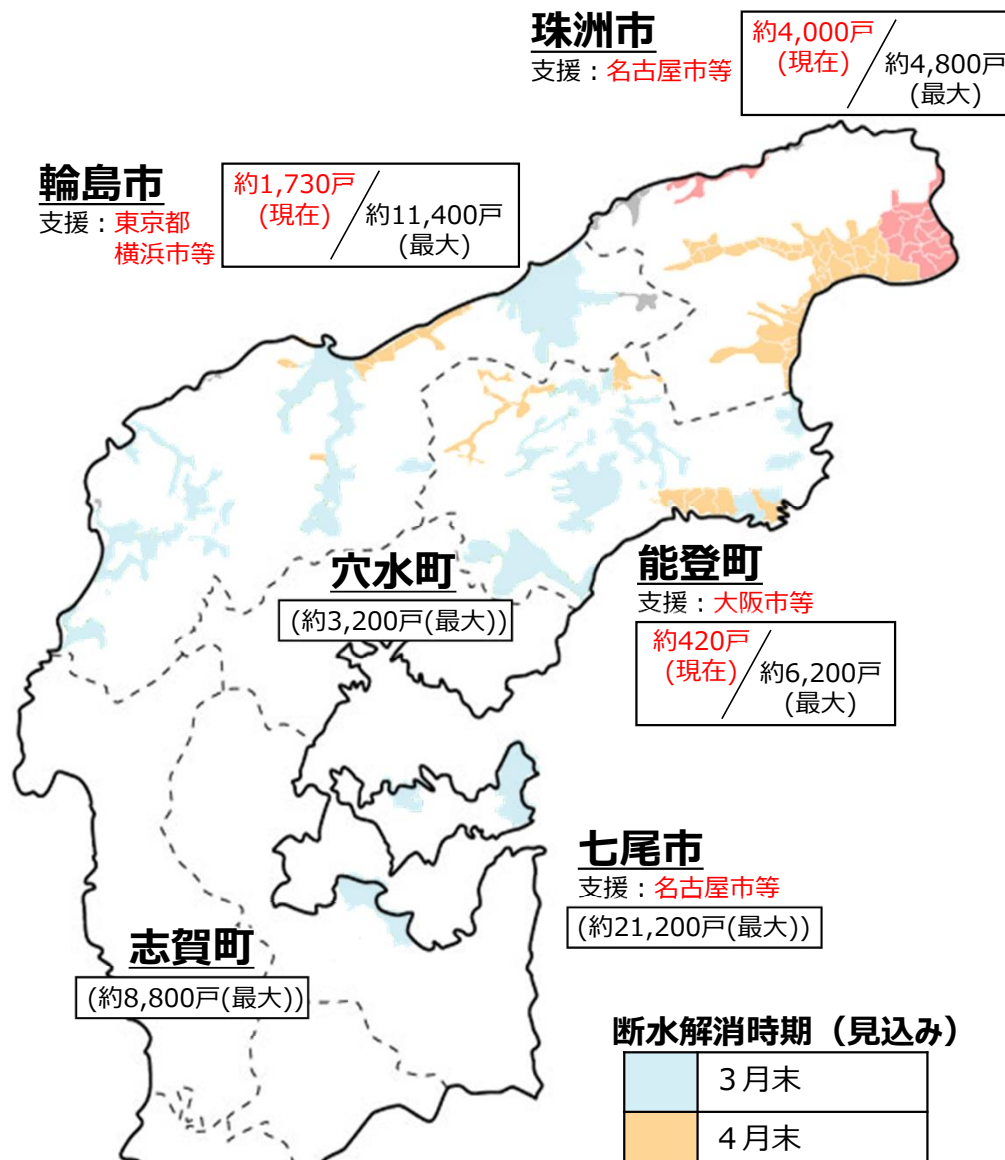 珠洲市
支援：名古屋市等
約4,000戸
(現在)
約4,800戸
(最大)
輪島市
支援：東京都
横浜市等
約1,730戸
(現在)
約11,400戸
(最大)
穴水町
(約3,200戸(最大))
能登町
支援：大阪市等
約420戸
(現在)
約6,200戸
(最大)
七尾市
支援：名古屋市等
(約21,200戸(最大))
志賀町
(約8,800戸(最大))
断水解消時期（見込み）
３月末
４月末